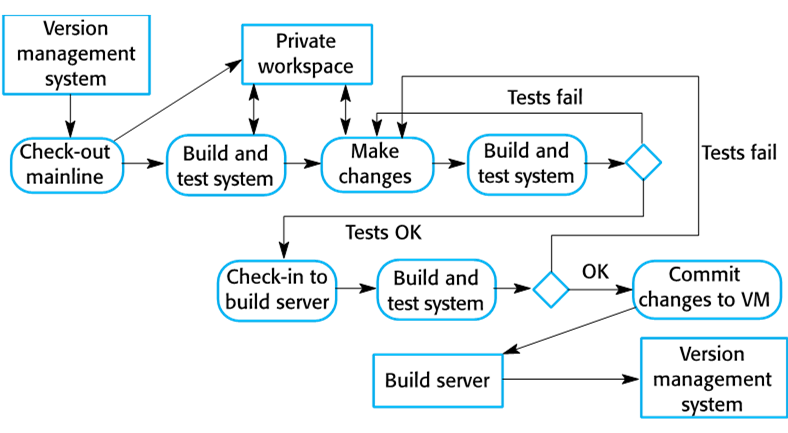 Version
management
system
Private
workspace
Tests fail
Tests fail
Check-out
mainline
Build and
test system
Make
changes
Build and
test system
Tests OK
Check-in to
build server
Build and
test system
OK
Commit
changes to VM
Build server
Version
management
system